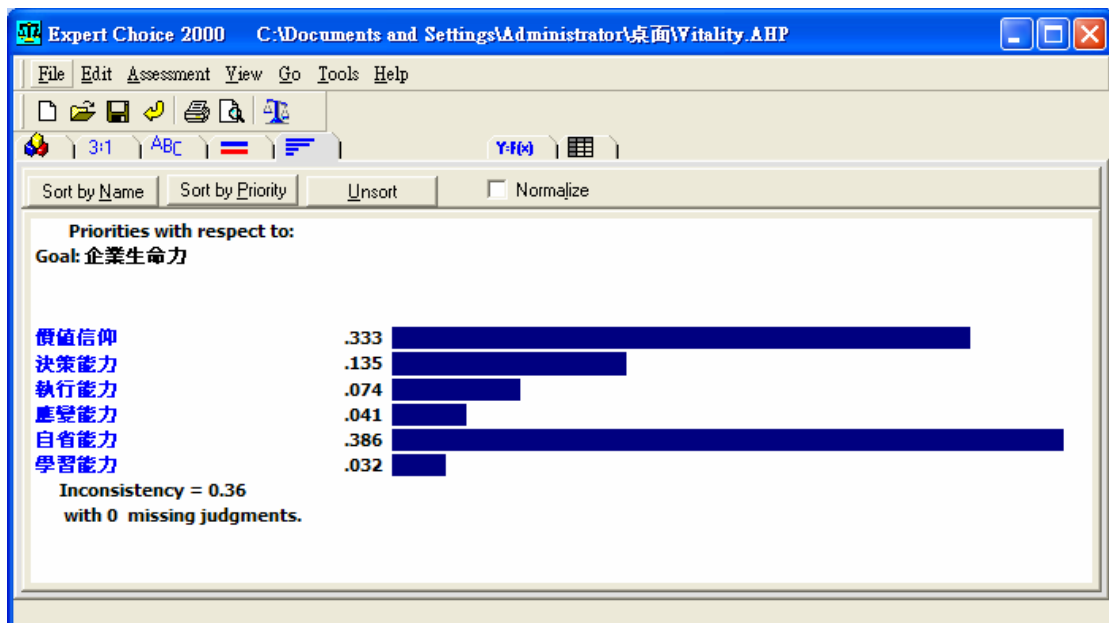 Expert Choice 2000 C:\Documents and Settings\Administrator\桌面\Vitality.AHP
File Edit Assessment View Go Tools Help
3:1 ABC Y=F(x)
Sort by Name Sort by Priority Unsort Normalize
Priorities with respect to:
Goal: 企業生命力
價值信仰 .333
決策能力 .135
執行能力 .074
應變能力 .041
自省能力 .386
學習能力 .032
Inconsistency = 0.36
with 0 missing judgments.